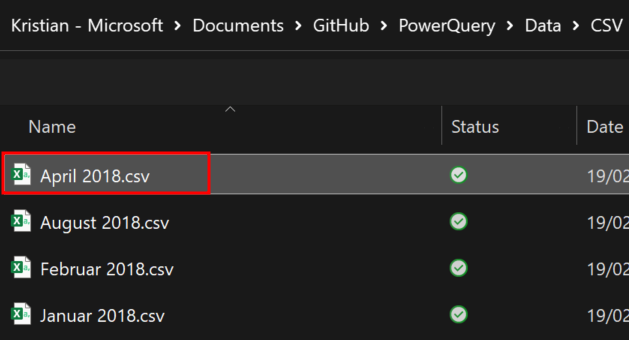 Kristian - Microsoft > Documents > GitHub > PowerQuery > Data > CSV
Name Status Date
April 2018.csv 19/02
August 2018.csv 19/02
Februar 2018.csv 19/02
Januar 2018.csv 19/02